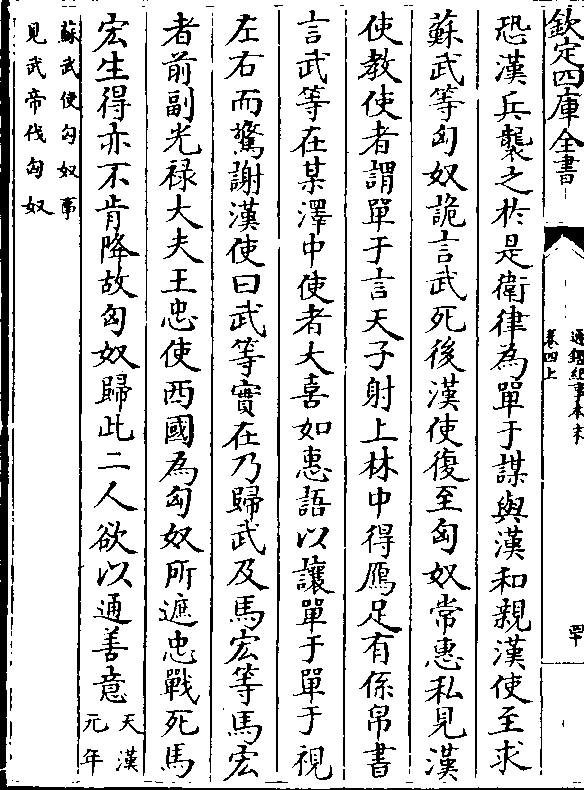 欽定四庫全書
通鑑紀事本末
卷四上
四十
恐漢兵襲之於是衛律為單于謀與漢和親漢使至求
蘇武等匈奴詭言武死後漢使復至匈奴常惠私見漢
使教使者謂單于言天子射上林中得鴈足有係帛書
言武等在某澤中使者大喜如惠語以讓單于單于視
左右而驚謝漢使曰武等實在乃歸武及馬宏等馬宏
者前副光禄大夫王忠使西國為匈奴所遮忠戰死馬
宏生得亦不肯降故匈奴歸此二人欲以通善意
天漢
元年
蘇武使匈奴事
見武帝伐匈奴